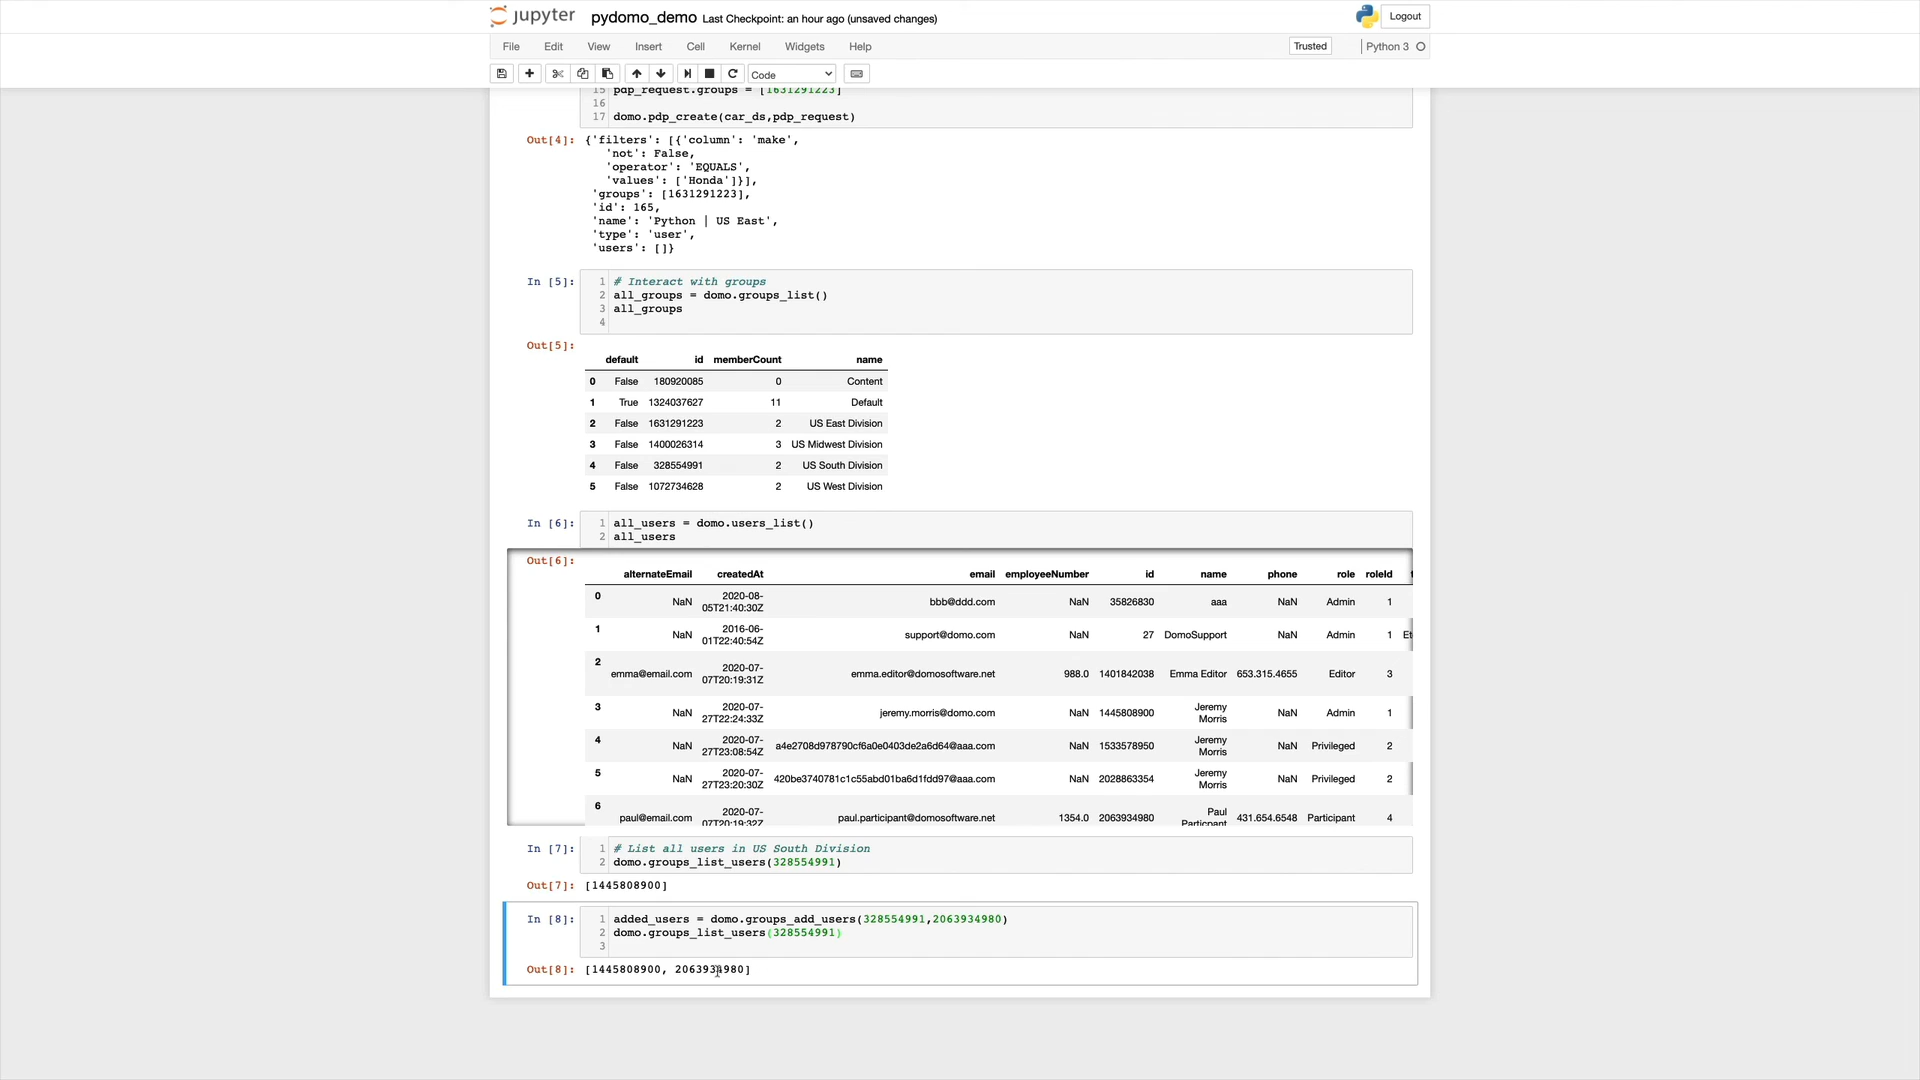 jupyter pydomo_demo Last Checkpoint: an hour ago (unsaved changes) Logout
File Edit View Insert Cell Kernel Widgets Help Trusted Python 3
Code
15 pdp_request.groups = [1631291223]
16
17 domo.pdp_create(car_ds,pdp_request)
Out[4]: {'filters': [{'column': 'make',
'not': False,
'operator': 'EQUALS',
'values': ['Honda']}],
'groups': [1631291223],
'id': 165,
'name': 'Python | US East',
'type': 'user',
'users': []}
In [5]: 1 # Interact with groups
2 all_groups = domo.groups_list()
3 all_groups
4
Out[5]:
default id memberCount name
0 False 180920085 0 Content
1 True 1324037627 11 Default
2 False 1631291223 2 US East Division
3 False 1400026314 3 US Midwest Division
4 False 328554991 2 US South Division
5 False 1072734628 2 US West Division
In [6]: 1 all_users = domo.users_list()
2 all_users
Out[6]:
alternateEmail createdAt email employeeNumber id name phone role roleId
0 NaN 2020-08-05T21:40:30Z bbb@ddd.com NaN 35826830 aaa NaN Admin 1
1 NaN 2016-06-01T22:40:54Z support@domo.com NaN 27 DomoSupport NaN Admin 1 Et
2 emma@email.com 2020-07-07T20:19:31Z emma.editor@domosoftware.net 988.0 1401842038 Emma Editor 653.315.4655 Editor 3
3 NaN 2020-07-27T22:24:33Z jeremy.morris@domo.com NaN 1445808900 Jeremy Morris NaN Admin 1
4 NaN 2020-07-27T23:08:54Z a4e2708d978790cf6a0e0403de2a6d64@aaa.com NaN 1533578950 Jeremy Morris NaN Privileged 2
5 NaN 2020-07-27T23:20:30Z 420be3740781c1c55abd01ba6d1fdd97@aaa.com NaN 2028863354 Jeremy Morris NaN Privileged 2
6 paul@email.com 2020-07-07T20:19:32Z paul.participant@domosoftware.net 1354.0 2063934980 Paul Particpant 431.654.6548 Participant 4
In [7]: 1 # List all users in US South Division
2 domo.groups_list_users(328554991)
Out[7]: [1445808900]
In [8]: 1 added_users = domo.groups_add_users(328554991,2063934980)
2 domo.groups_list_users(328554991)
3
Out[8]: [1445808900, 2063934980]